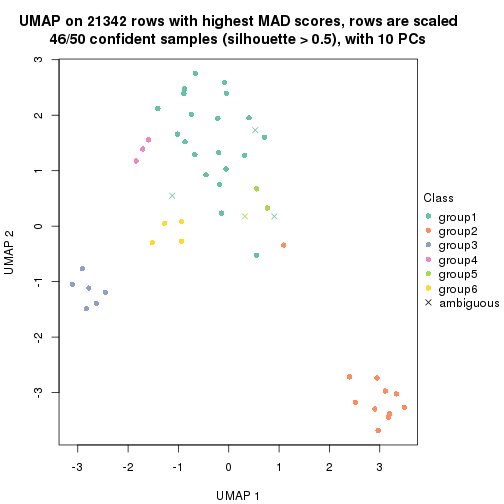 UMAP on 21342 rows with highest MAD scores, rows are scaled
46/50 confident samples (silhouette > 0.5), with 10 PCs
3
2
1
0
-1
-2
-3
UMAP 2
-3
-2
-1
0
1
2
3
UMAP 1
Class
group1
group2
group3
group4
group5
group6
ambiguous